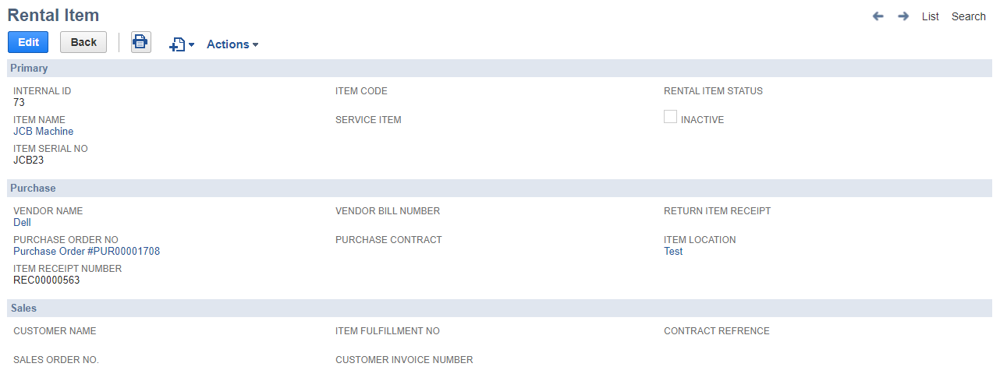 Rental Item
List Search
Edit Back Actions
Primary
INTERNAL ID ITEM CODE RENTAL ITEM STATUS
73
ITEM NAME SERVICE ITEM INACTIVE
JCB Machine
ITEM SERIAL NO
JCB23
Purchase
VENDOR NAME VENDOR BILL NUMBER RETURN ITEM RECEIPT
Dell
PURCHASE ORDER NO PURCHASE CONTRACT ITEM LOCATION
Purchase Order #PUR00001708 Test
ITEM RECEIPT NUMBER
REC00000563
Sales
CUSTOMER NAME ITEM FULFILLMENT NO CONTRACT REFRENCE
SALES ORDER NO. CUSTOMER INVOICE NUMBER